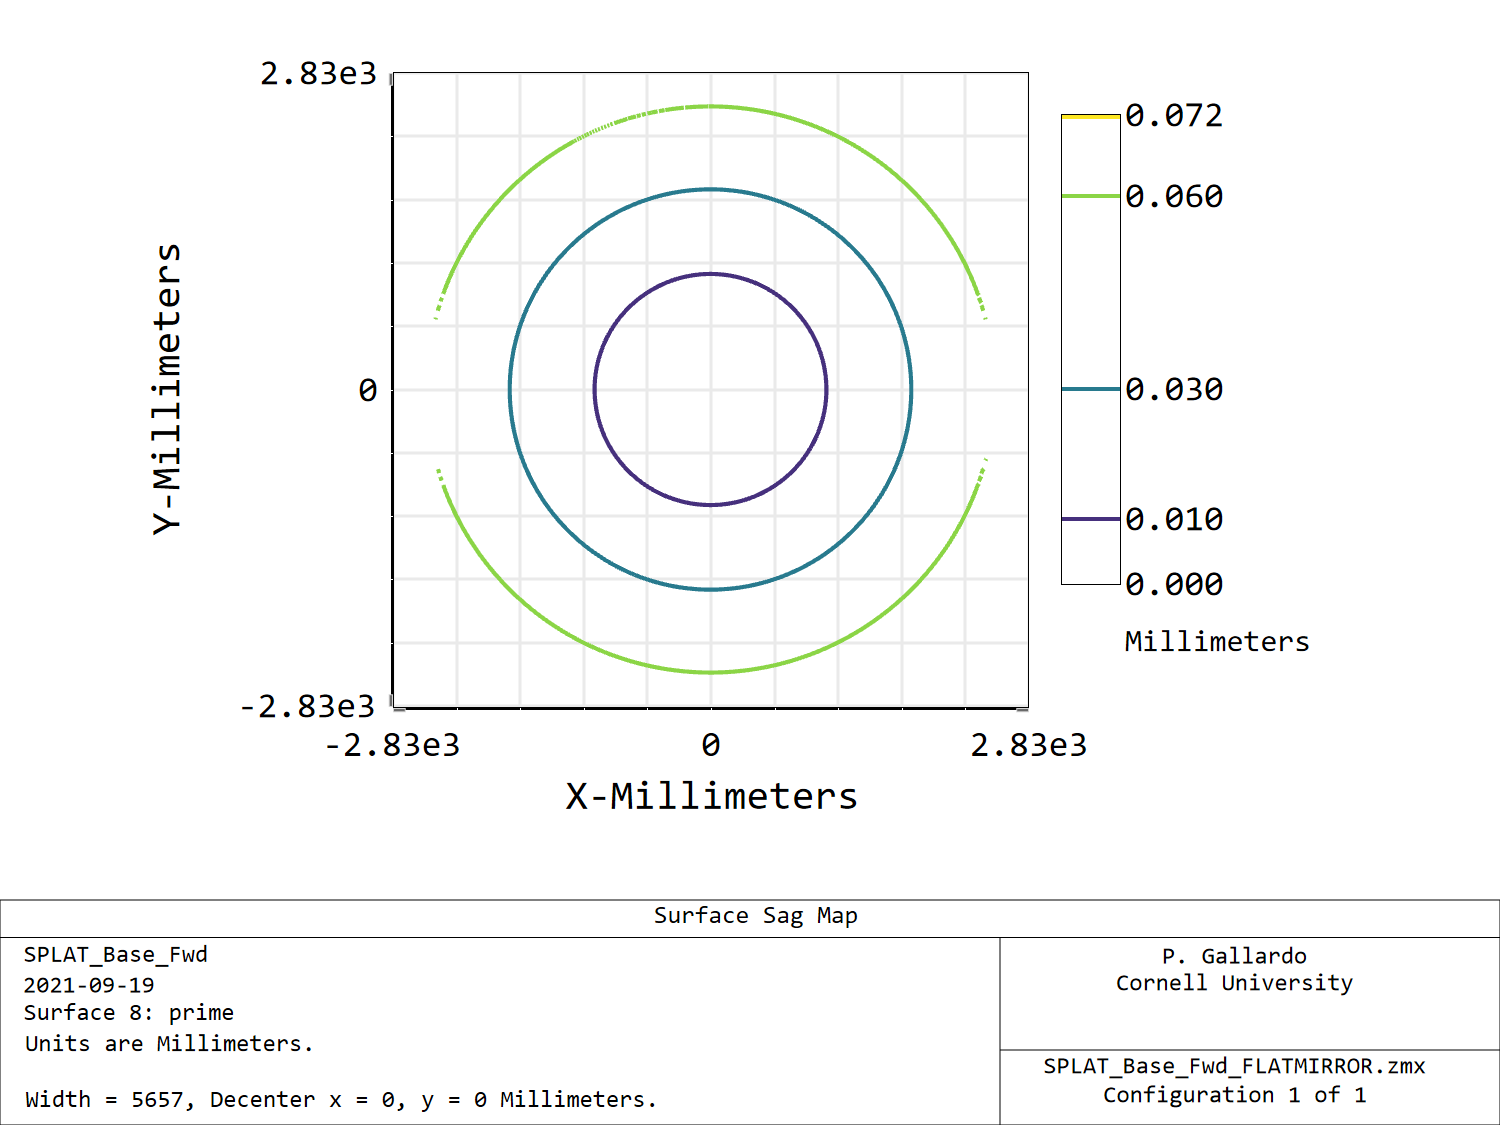 2.83e3
0
-2.83e3
Y-Millimeters
-2.83e3 0 2.83e3
X-Millimeters
0.072
0.060
0.030
0.010
0.000
Millimeters
Surface Sag Map
SPLAT_Base_Fwd
2021-09-19
Surface 8: prime
Units are Millimeters.
Width = 5657, Decenter x = 0, y = 0 Millimeters.
P. Gallardo
Cornell University
SPLAT_Base_Fwd_FLATMIRROR.zmx
Configuration 1 of 1